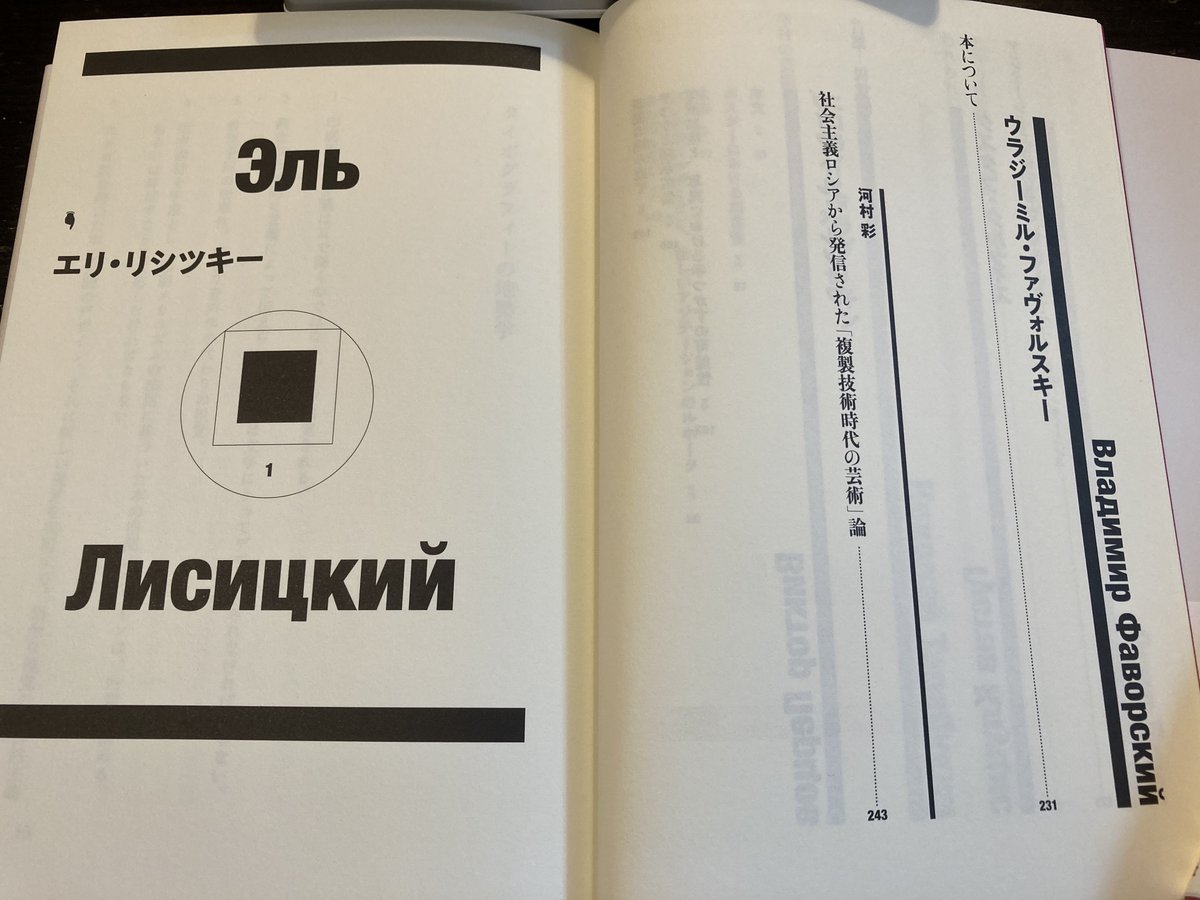 Владимир Фаворский
ウラジーミル・ファヴォルスキー
本について 231
河村 彩
社会主義ロシアから発信された「複製技術時代の芸術」論 243
Эль
エリ・リシツキー
1
Лисицкий